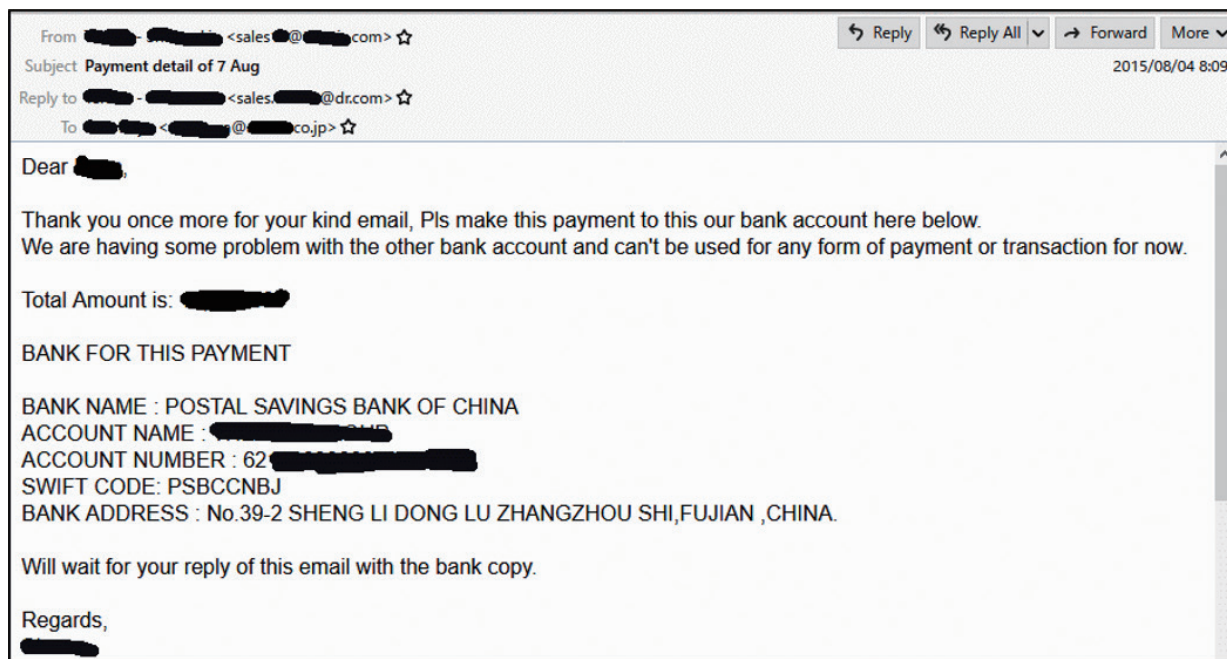 From - <sales @ com> Reply Reply All Forward More
Subject Payment detail of 7 Aug 2015/08/04 8:09
Reply to - <sales. @dr.com>
To < @ co.jp>
Dear ,
Thank you once more for your kind email, Pls make this payment to this our bank account here below.
We are having some problem with the other bank account and can't be used for any form of payment or transaction for now.
Total Amount is:
BANK FOR THIS PAYMENT
BANK NAME : POSTAL SAVINGS BANK OF CHINA
ACCOUNT NAME :
ACCOUNT NUMBER : 62
SWIFT CODE: PSBCCNBJ
BANK ADDRESS : No.39-2 SHENG LI DONG LU ZHANGZHOU SHI,FUJIAN ,CHINA.
Will wait for your reply of this email with the bank copy.
Regards,